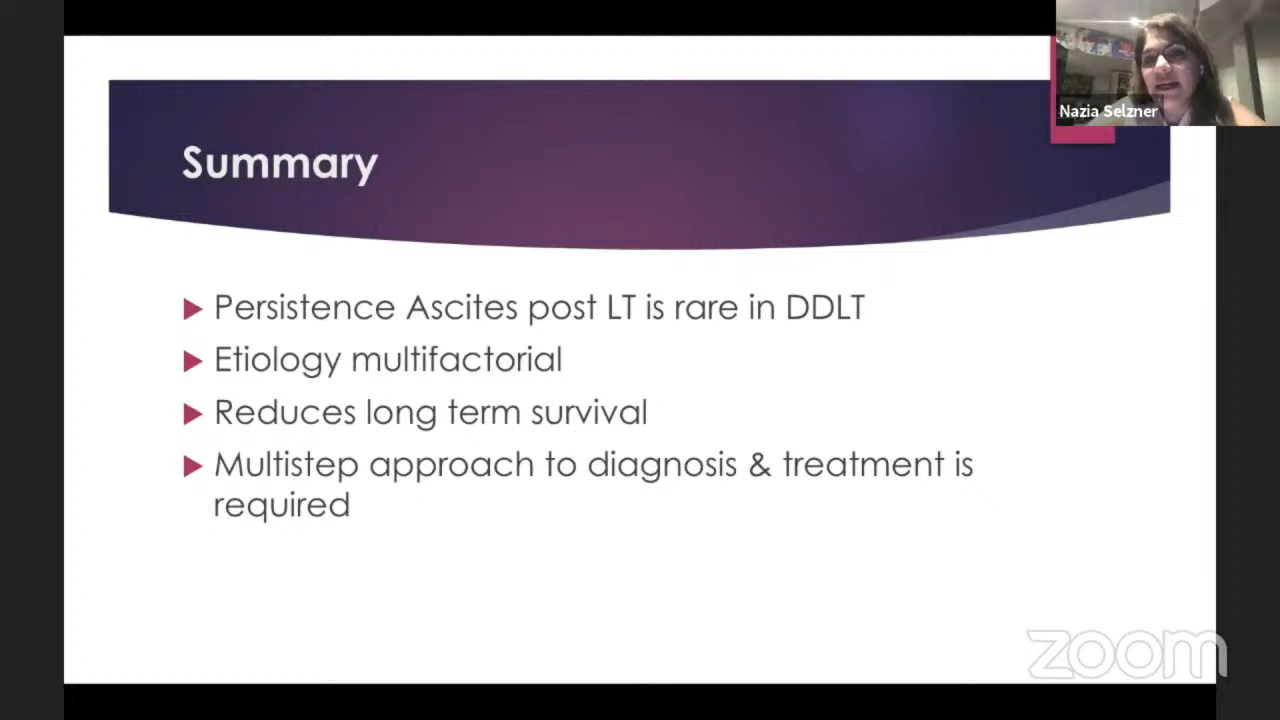 Nazia Selzner
Summary
Persistence Ascites post LT is rare in DDLT
Etiology multifactorial
Reduces long term survival
Multistep approach to diagnosis & treatment is
required
zoom